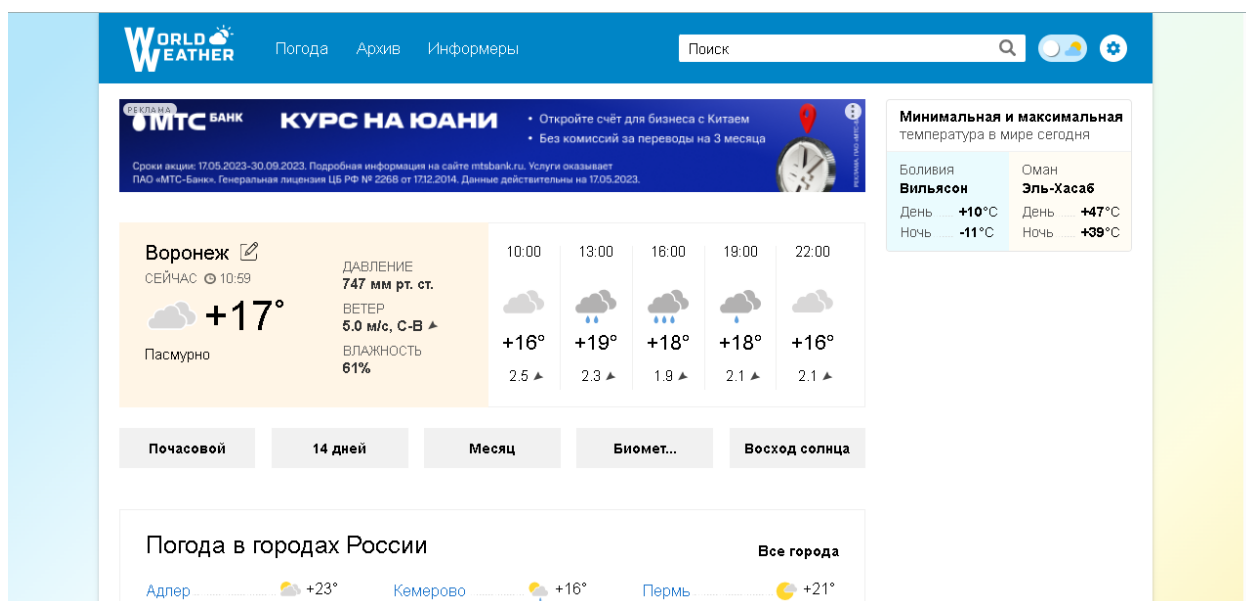 WORLD WEATHER
Погода Архив Информеры
Поиск
РЕКЛАМА
МТС БАНК
КУРС НА ЮАНИ
• Откройте счёт для бизнеса с Китаем
• Без комиссий за переводы на 3 месяца
Сроки акции: 17.05.2023-30.09.2023. Подробная информация на сайте mtsbank.ru. Услуги оказывает
ПАО «МТС-Банк». Генеральная лицензия ЦБ РФ № 2268 от 17.12.2014. Данные действительны на 17.05.2023.
Минимальная и максимальная
температура в мире сегодня
Боливия
Вильясон
День +10°C
Ночь -11°C
Оман
Эль-Хасаб
День +47°C
Ночь +39°C
Воронеж
СЕЙЧАС 10:59
+17°
Пасмурно
ДАВЛЕНИЕ
747 мм рт. ст.
ВЕТЕР
5.0 м/с, С-В
ВЛАЖНОСТЬ
61%
10:00 13:00 16:00 19:00 22:00
+16° +19° +18° +18° +16°
2.5 2.3 1.9 2.1 2.1
Почасовой 14 дней Месяц Биомет... Восход солнца
Погода в городах России
Все города
Адлер +23° Кемерово +16° Пермь +21°